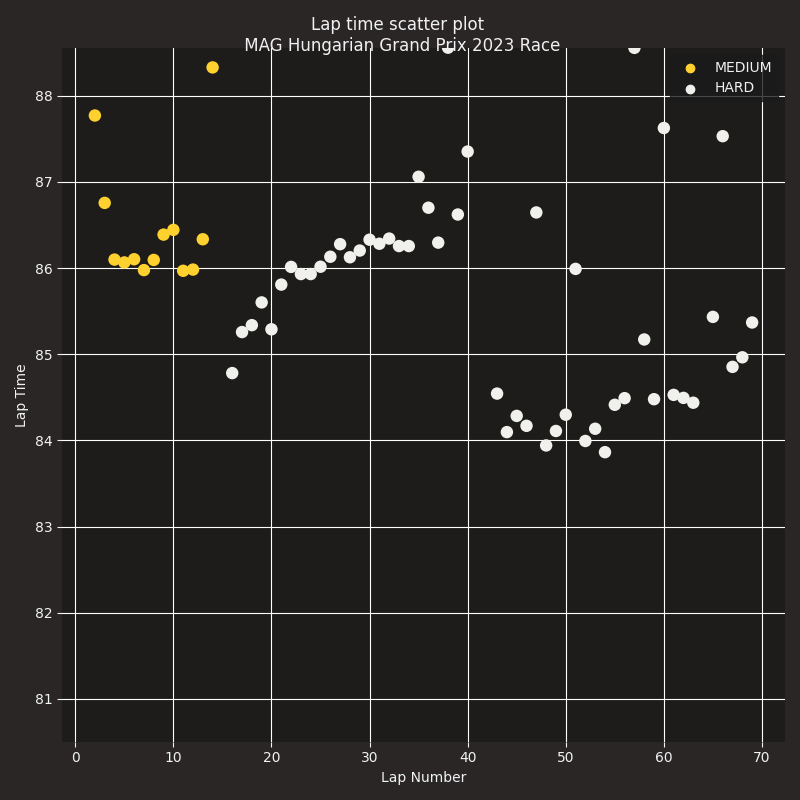 Lap time scatter plot
MAG Hungarian Grand Prix 2023 Race
MEDIUM
HARD
88
87
86
85
84
83
82
81
Lap Time
0 10 20 30 40 50 60 70
Lap Number